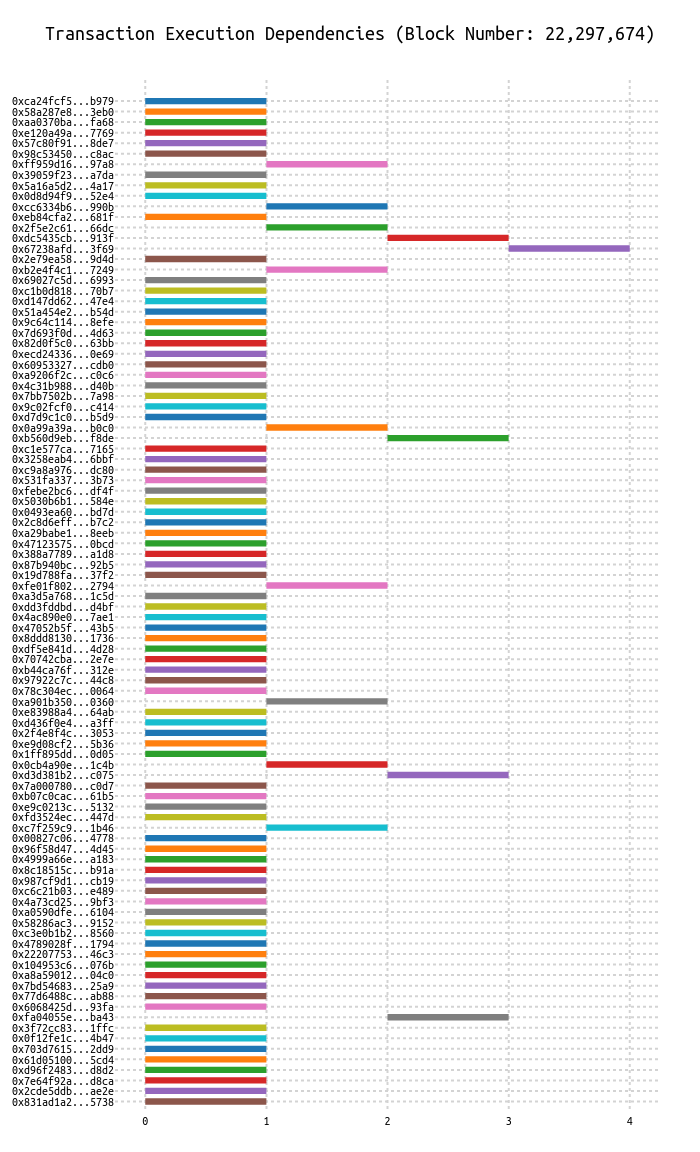 Transaction Execution Dependencies (Block Number: 22,297,674)
0xca24fcf5...b979
0x58a287e8...3eb0
0xaa0370ba...fa68
0xe120a49a...7769
0x57c80f91...8de7
0x98c53450...c8ac
0xff959d16...97a8
0x39059f23...a7da
0x5a16a5d2...4a17
0x0d8d94f9...52e4
0xcc6334b6...990b
0xeb84cfa2...681f
0x2f5e2c61...66dc
0xdc5435cb...913f
0x67238afd...3f69
0x2e79ea58...9d4d
0xb2e4f4c1...7249
0x69027c5d...6993
0xc1b0d818...70b7
0xd147dd62...47e4
0x51a454e2...b54d
0x9c64c114...8efe
0x7d693f0d...4d63
0x82d0f5c0...63bb
0xecd24336...0e69
0x60953327...cdb0
0xa9206f2c...c0c6
0x4c31b988...d40b
0x7bb7502b...7a98
0x9c02fcf0...c414
0xd7d9c1c0...b5d9
0x0a99a39a...b0c0
0xb560d9eb...f8de
0xc1e577ca...7165
0x3258eab4...6bbf
0xc9a8a976...dc80
0x531fa337...3b73
0xfebe2bc6...df4f
0x5030b6b1...584e
0x0493ea60...bd7d
0x2c8d6eff...b7c2
0xa29babe1...8eeb
0x47123575...0bcd
0x388a7789...a1d8
0x87b940bc...92b5
0x19d788fa...37f2
0xfe01f802...2794
0xa3d5a768...1c5d
0xdd3fddbd...d4bf
0x4ac890e0...7ae1
0x47052b5f...43b5
0x8ddd8130...1736
0xdf5e841d...4d28
0x70742cba...2e7e
0xb44ca76f...312e
0x97922c7c...44c8
0x78c304ec...0064
0xa901b350...0360
0xe83988a4...64ab
0xd436f0e4...a3ff
0x2f4e8f4c...3053
0xe9d08cf2...5b36
0x1ff895dd...0d05
0x0cb4a90e...1c4b
0xd3d381b2...c075
0x7a000780...c0d7
0xb07c0cac...61b5
0xe9c0213c...5132
0xfd3524ec...447d
0xc7f259c9...1b46
0x00827c06...4778
0x96f58d47...4d45
0x4999a66e...a183
0x8c18515c...b91a
0x987cf9d1...cb19
0xc6c21b03...e489
0x4a73cd25...9bf3
0xa0590dfe...6104
0x58286ac3...9152
0xc3e0b1b2...8560
0x4789028f...1794
0x22207753...46c3
0x104953c6...076b
0xa8a59012...04c0
0x7bd54683...25a9
0x77d6488c...ab88
0x6068425d...93fa
0xfa04055e...ba43
0x3f72cc83...1ffc
0x0f12fe1c...4b47
0x703d7615...2dd9
0x61d05100...5cd4
0xd96f2483...d8d2
0x7e64f92a...d8ca
0x2cde5ddb...ae2e
0x831ad1a2...5738
0 1 2 3 4